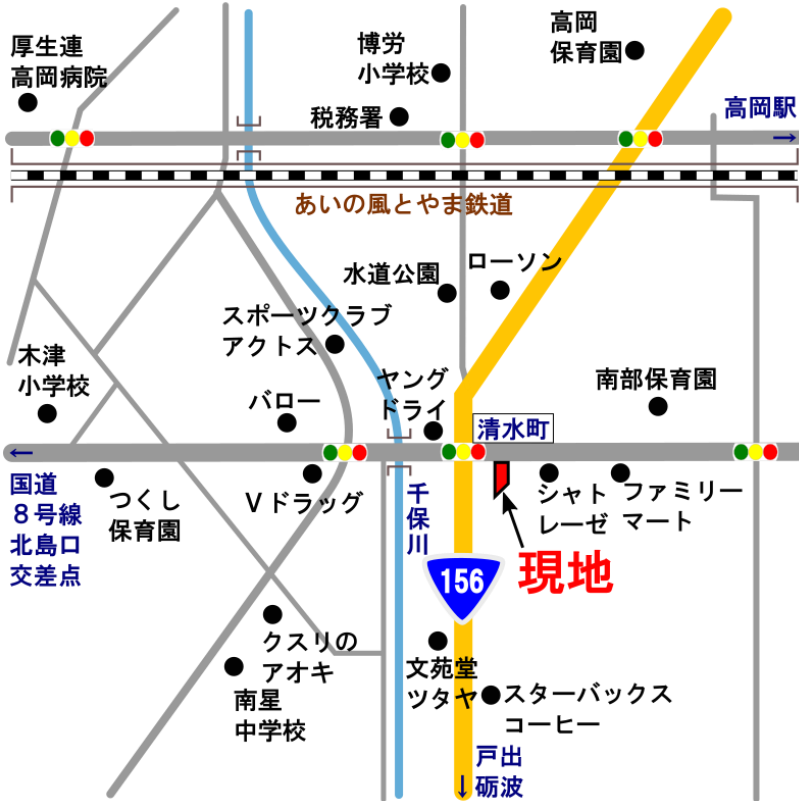 厚生連
高岡病院
博労
小学校
高岡
保育園
税務署
高岡駅
→
あいの風とやま鉄道
水道公園
ローソン
スポーツクラブ
アクトス
木津
小学校
ヤング
ドライ
南部保育園
バロー
清水町
←
国道
8号線
北島口
交差点
つくし
保育園
Vドラッグ
千保川
シャト
レーゼ
ファミリー
マート
現地
156
クスリの
アオキ
南星
中学校
文苑堂
ツタヤ
スターバックス
コーヒー
戸出
砺波
↓